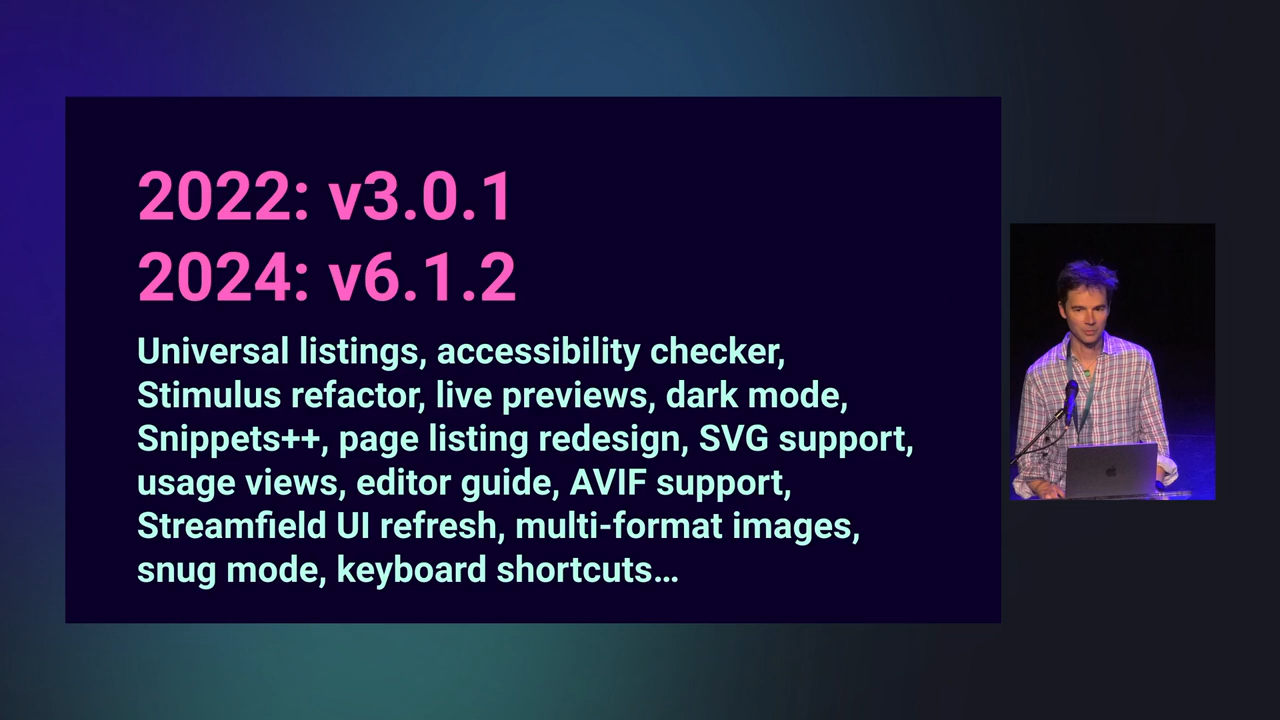 2022: v3.0.1
2024: v6.1.2
Universal listings, accessibility checker,
Stimulus refactor, live previews, dark mode,
Snippets++, page listing redesign, SVG support,
usage views, editor guide, AVIF support,
Streamfield UI refresh, multi-format images,
snug mode, keyboard shortcuts…